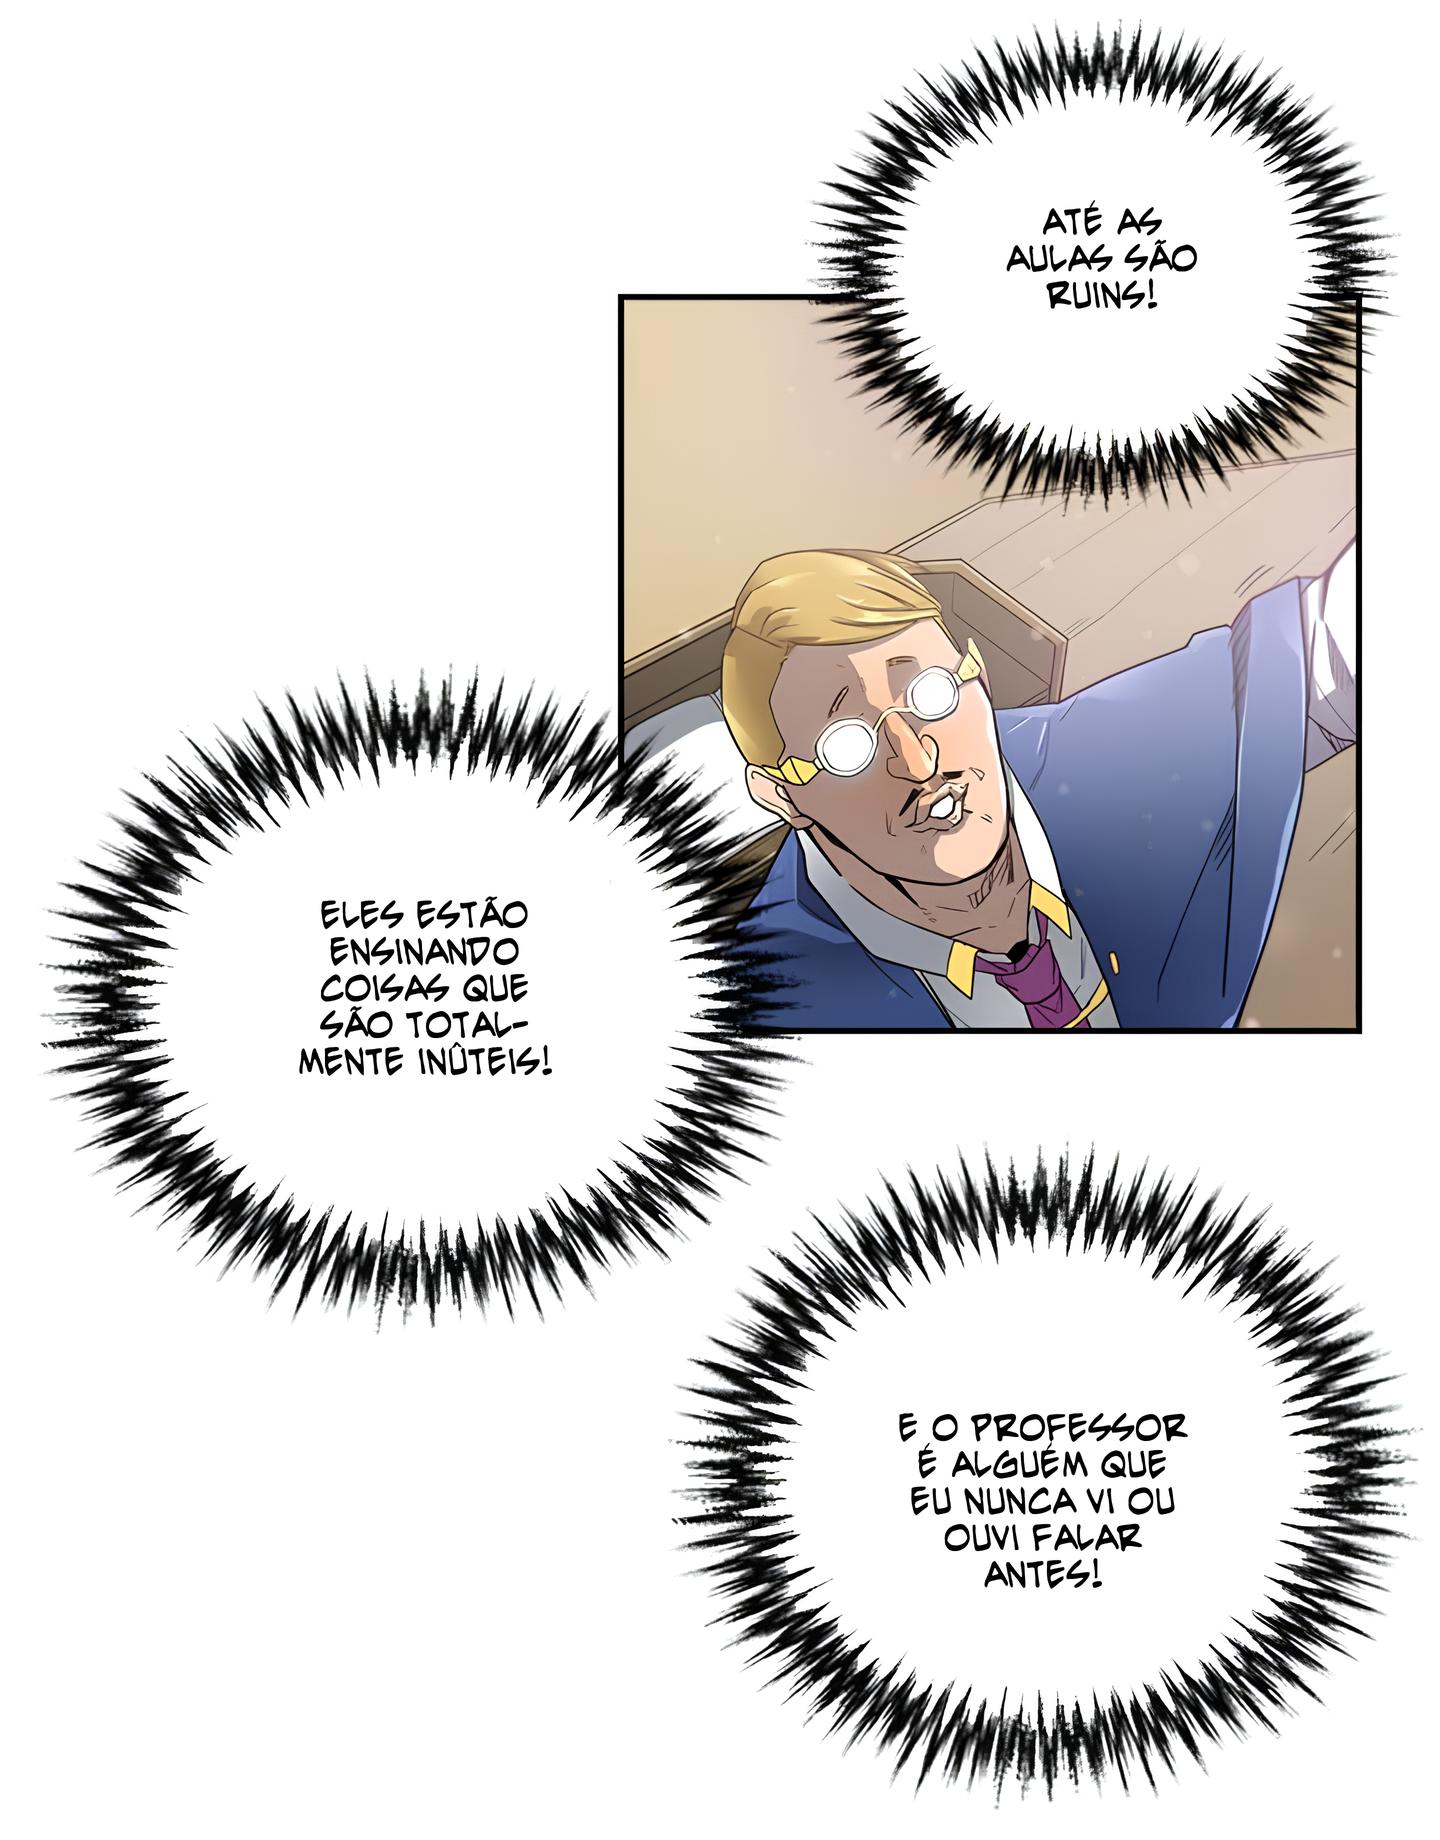 ATÉ AS
AULAS SÃO
RUINS!
ELES ESTÃO
ENSINANDO
COISAS QUE
SÃO TOTAL-
MENTE INÚTEIS!
E O PROFESSOR
É ALGUÉM QUE
EU NUNCA VI OU
OUVI FALAR
ANTES!